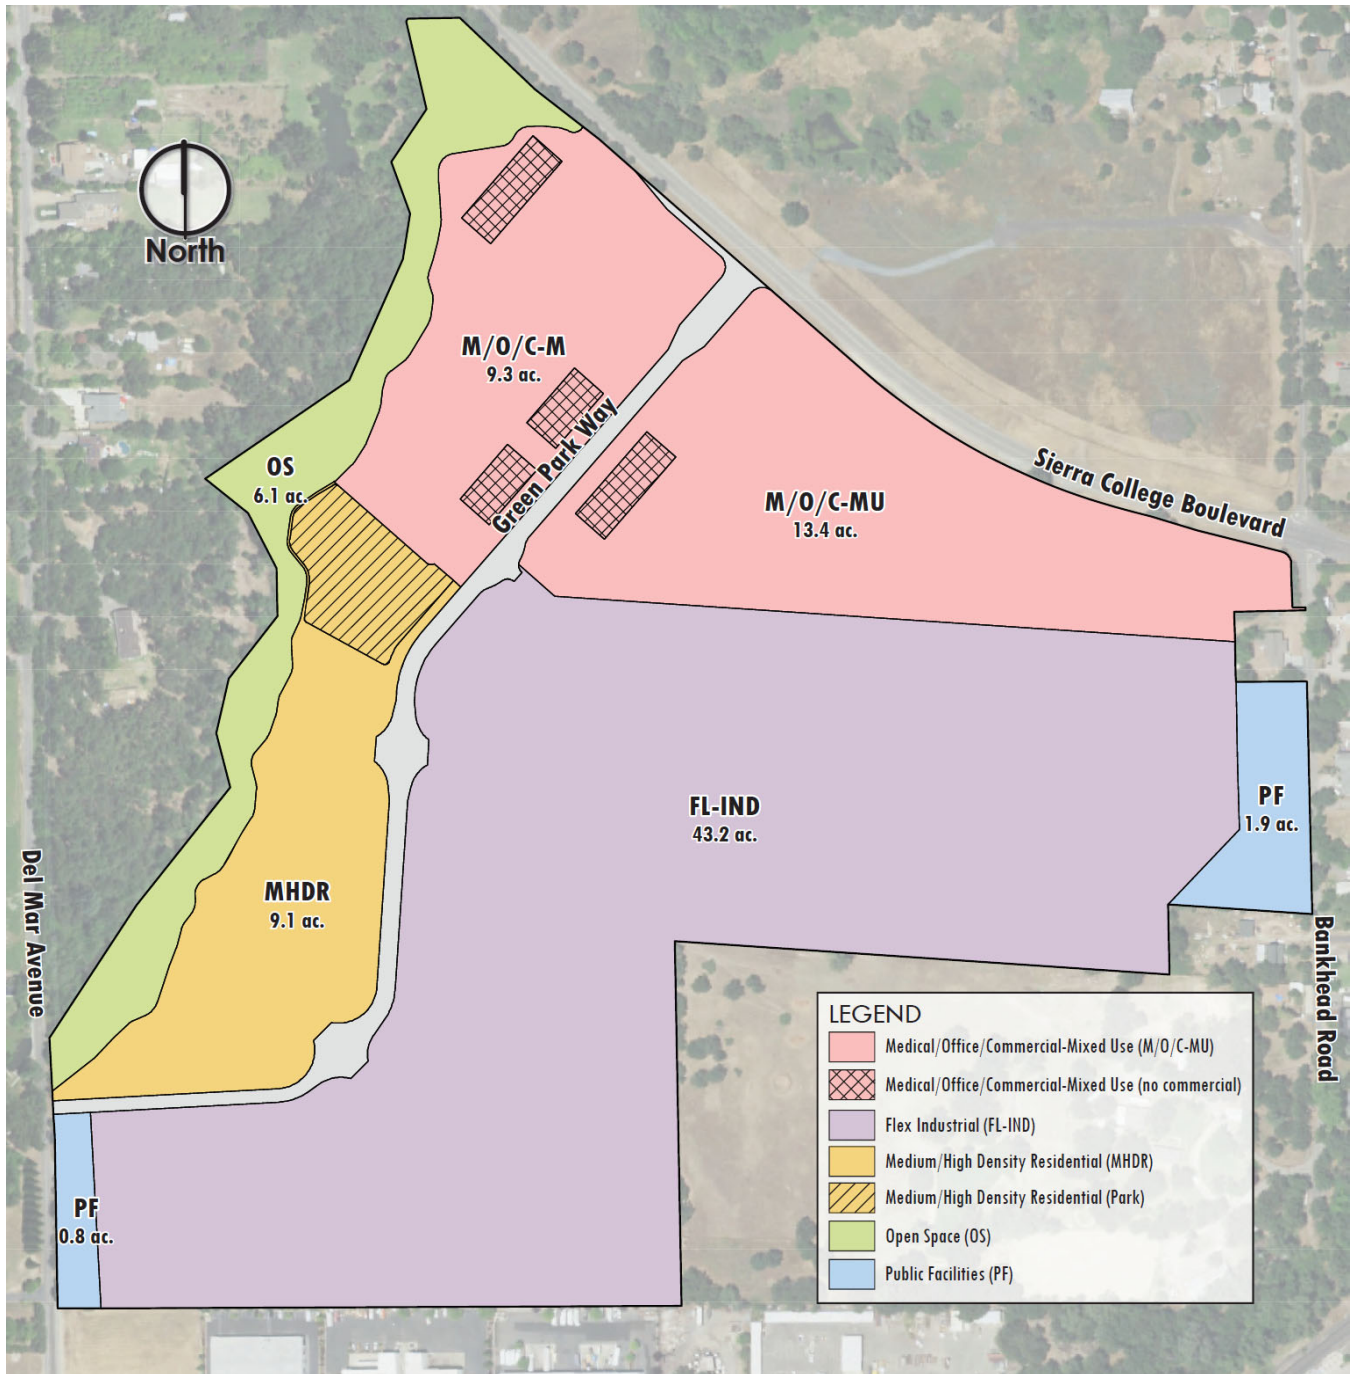 North
M/O/C-M
9.3 ac.
Green Park Way
OS
6.1 ac.
M/O/C-MU
13.4 ac.
Sierra College Boulevard
FL-IND
43.2 ac.
PF
1.9 ac.
MHDR
9.1 ac.
Del Mar Avenue
Bankhead Road
PF
0.8 ac.
LEGEND
Medical/Office/Commercial-Mixed Use (M/O/C-MU)
Medical/Office/Commercial-Mixed Use (no commercial)
Flex Industrial (FL-IND)
Medium/High Density Residential (MHDR)
Medium/High Density Residential (Park)
Open Space (OS)
Public Facilities (PF)